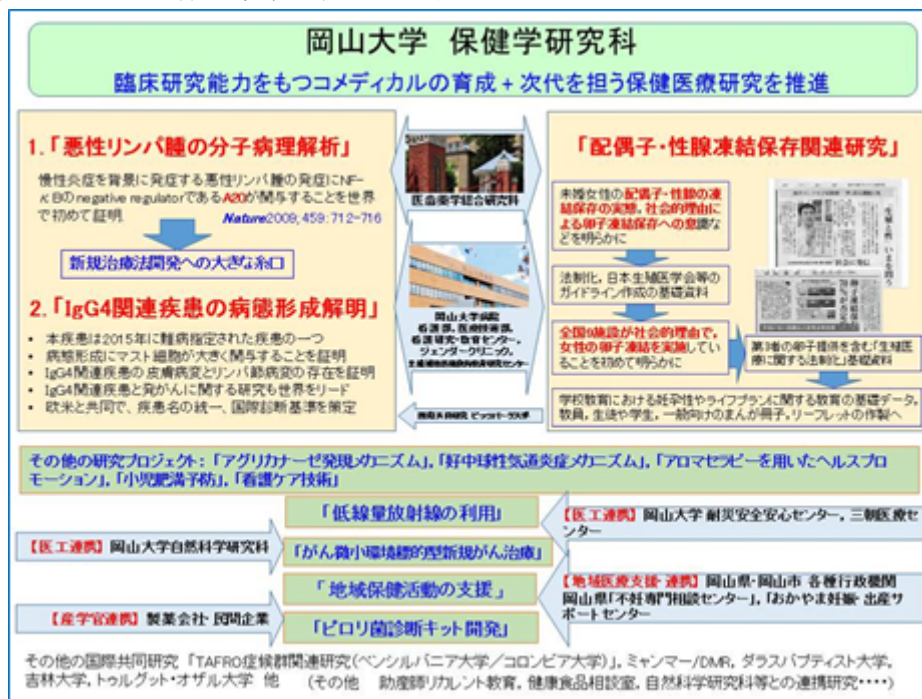 岡山大学 保健学研究科
臨床研究能力をもつコメディカルの育成 + 次代を担う保健医療研究を推進
1.「悪性リンパ腫の分子病理解析」
慢性炎症を背景に発症する悪性リンパ腫の発症にNF-
κBのnegative regulatorであるA20が関与することを世界
で初めて証明 Nature2009; 459: 712-716
新規治療法開発への大きな糸口
2.「IgG4関連疾患の病態形成解明」
• 本疾患は2015年に難病指定された疾患の一つ
• 病態形成にマスト細胞が大きく関与することを証明
• IgG4関連疾患の皮膚病変とリンパ節病変の存在を証明
• IgG4関連疾患と発がんに関する研究も世界をリード
• 欧米と共同で、疾患名の統一、国際診断基準を策定
医歯薬学総合研究科
岡山大学病院
看護部、医療技術部、
看護研究・教育センター、
ジェンダークリニック、
「配偶子・性腺凍結保存関連研究」
未婚女性の配偶子・性腺の凍
結保存の実態、社会的理由に
よる卵子凍結保存への意識な
どを明らかに
法制化，日本生殖医学会等の
ガイドライン作成の基礎資料
全国9施設が社会的理由で，
女性の卵子凍結を実施してい
ることを初めて明らかに
第3者の卵子提供を含む「生殖医
療に関する法制化」基礎資料
学校教育における妊孕性やライフプランに関する教育の基礎データ，
教員，生徒や学生，一般向けのまんが冊子，リーフレットの作製へ
その他の研究プロジェクト：「アグリカナーゼ発現メカニズム」，「好中球性気道炎症メカニズム」，「アロマセラピーを用いたヘルスプロ
モーション」，「小児肥満予防」，「看護ケア技術」
「低線量放射線の利用」
【医工連携】岡山大学 耐災安全安心センター，三朝医療セ
ンター
【医工連携】岡山大学自然科学研究科
「がん微小環境標的型新規がん治療」
「地域保健活動の支援」
【地域医療支援・連携】岡山県・岡山市 各種行政機関
岡山県「不妊専門相談センター」，「おかやま妊娠・出産サ
ポートセンター
【産学官連携】製薬会社・民間企業
「ピロリ菌診断キット開発」
その他の国際共同研究 「TAFRO症候群関連研究(ペンシルバニア大学/コロンビア大学)」，ミャンマー/DMR，ダラスバプティスト大学，
吉林大学，トゥルグット・オザル大学 他 (その他 助産師リカレント教育，健康食品相談室，自然科学研究科等との連携研究・・・・)